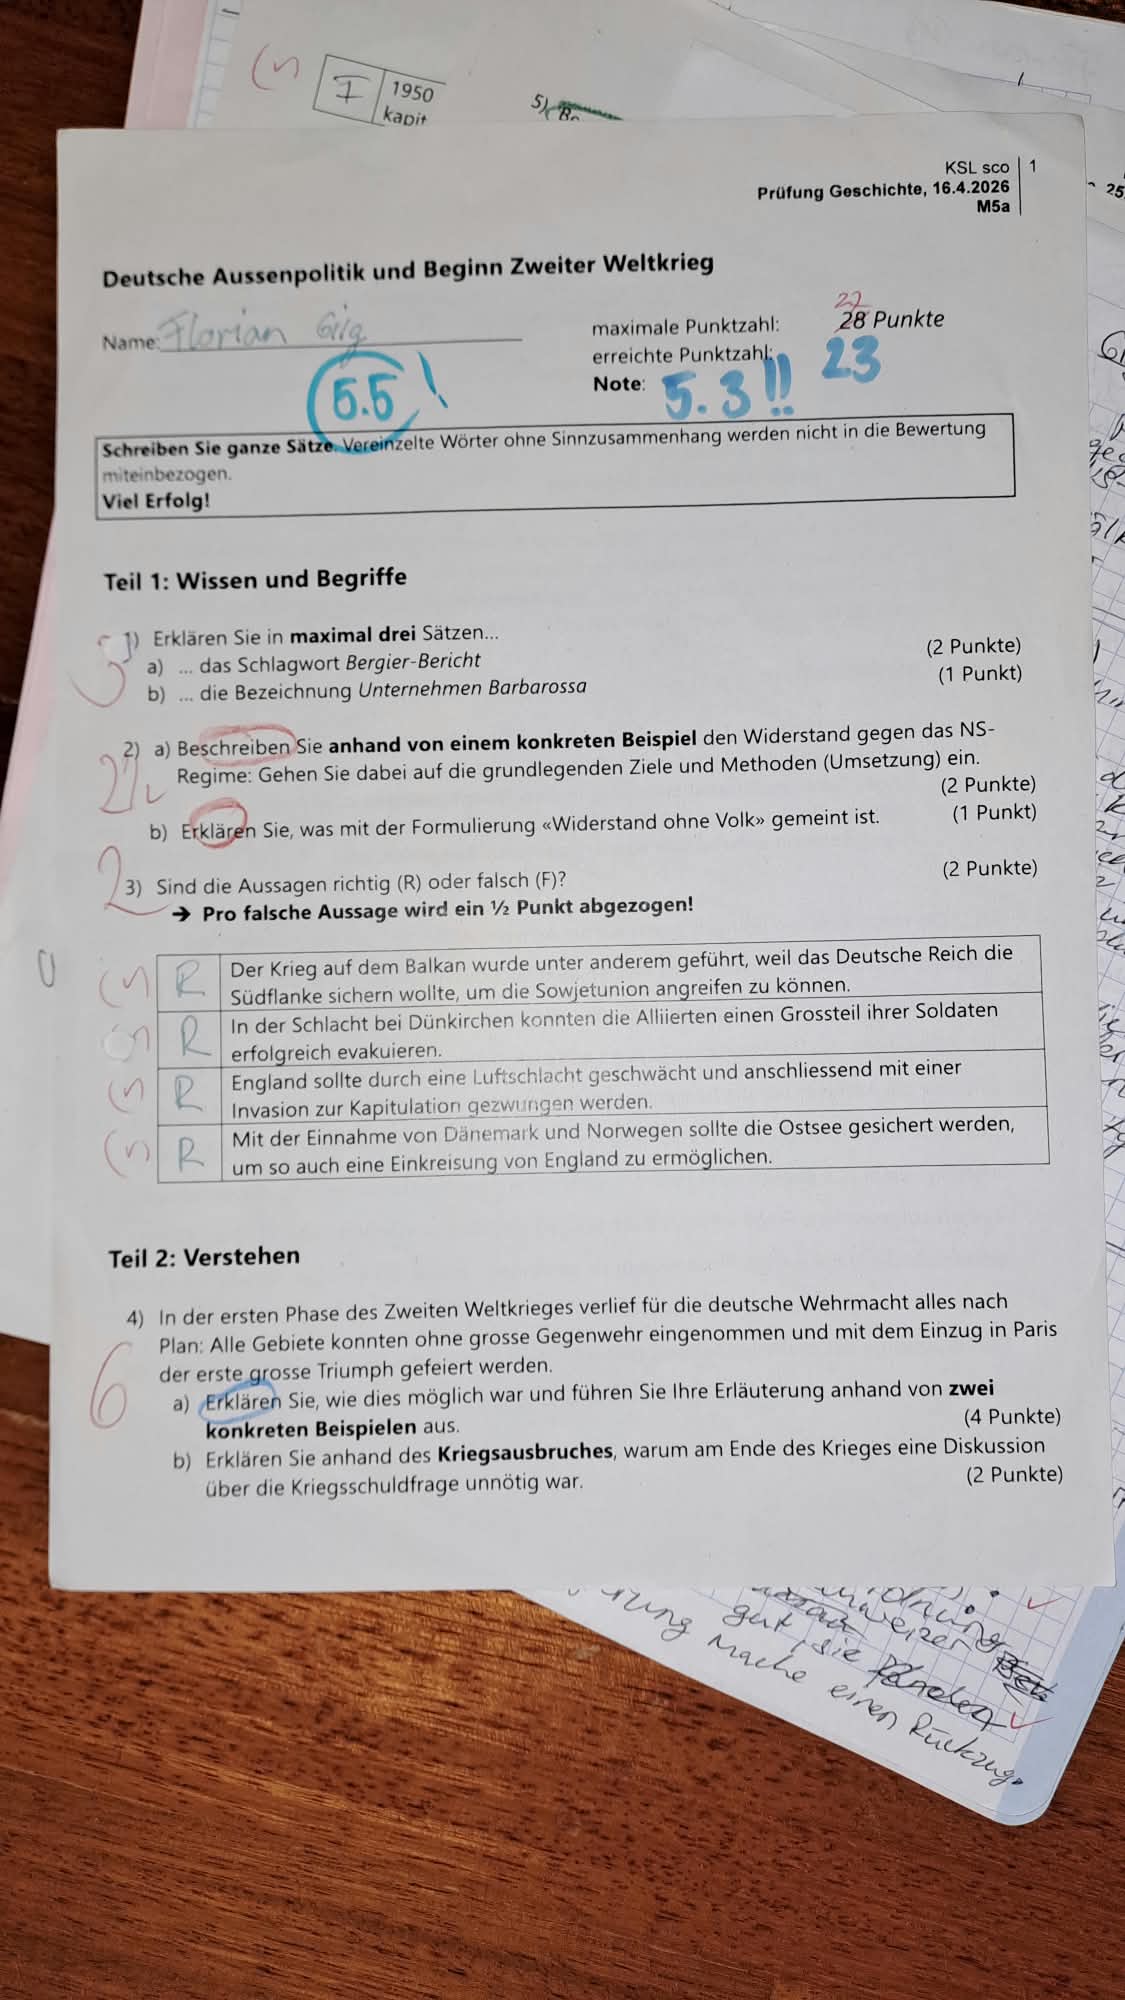 I
1950
kapit
5)
25
KSL sco | 1
Prüfung Geschichte, 16.4.2026
M5a
Deutsche Aussenpolitik und Beginn Zweiter Weltkrieg
Name: Florian Gilg
maximale Punktzahl: 28 Punkte
27
erreichte Punktzahl: 23
Note: 5.3!!
5.5!
Schreiben Sie ganze Sätze. Vereinzelte Wörter ohne Sinnzusammenhang werden nicht in die Bewertung
miteinbezogen.
Viel Erfolg!
Teil 1: Wissen und Begriffe
3
1) Erklären Sie in maximal drei Sätzen...
a) ... das Schlagwort Bergier-Bericht (2 Punkte)
b) ... die Bezeichnung Unternehmen Barbarossa (1 Punkt)
2) a) Beschreiben Sie anhand von einem konkreten Beispiel den Widerstand gegen das NS-
Regime: Gehen Sie dabei auf die grundlegenden Ziele und Methoden (Umsetzung) ein.
(2 Punkte)
b) Erklären Sie, was mit der Formulierung «Widerstand ohne Volk» gemeint ist. (1 Punkt)
2
3) Sind die Aussagen richtig (R) oder falsch (F)? (2 Punkte)
→ Pro falsche Aussage wird ein ½ Punkt abgezogen!
R Der Krieg auf dem Balkan wurde unter anderem geführt, weil das Deutsche Reich die
Südflanke sichern wollte, um die Sowjetunion angreifen zu können.
R In der Schlacht bei Dünkirchen konnten die Alliierten einen Grossteil ihrer Soldaten
erfolgreich evakuieren.
R England sollte durch eine Luftschlacht geschwächt und anschliessend mit einer
Invasion zur Kapitulation gezwungen werden.
R Mit der Einnahme von Dänemark und Norwegen sollte die Ostsee gesichert werden,
um so auch eine Einkreisung von England zu ermöglichen.
Teil 2: Verstehen
6
4) In der ersten Phase des Zweiten Weltkrieges verlief für die deutsche Wehrmacht alles nach
Plan: Alle Gebiete konnten ohne grosse Gegenwehr eingenommen und mit dem Einzug in Paris
der erste grosse Triumph gefeiert werden.
a) Erklären Sie, wie dies möglich war und führen Sie Ihre Erläuterung anhand von zwei
konkreten Beispielen aus. (4 Punkte)
b) Erklären Sie anhand des Kriegsausbruches, warum am Ende des Krieges eine Diskussion
über die Kriegsschuldfrage unnötig war. (2 Punkte)
gut, sie
mache einen Rückzug.